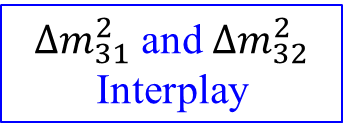 Δm²₃₁ and Δm²₃₂
Interplay